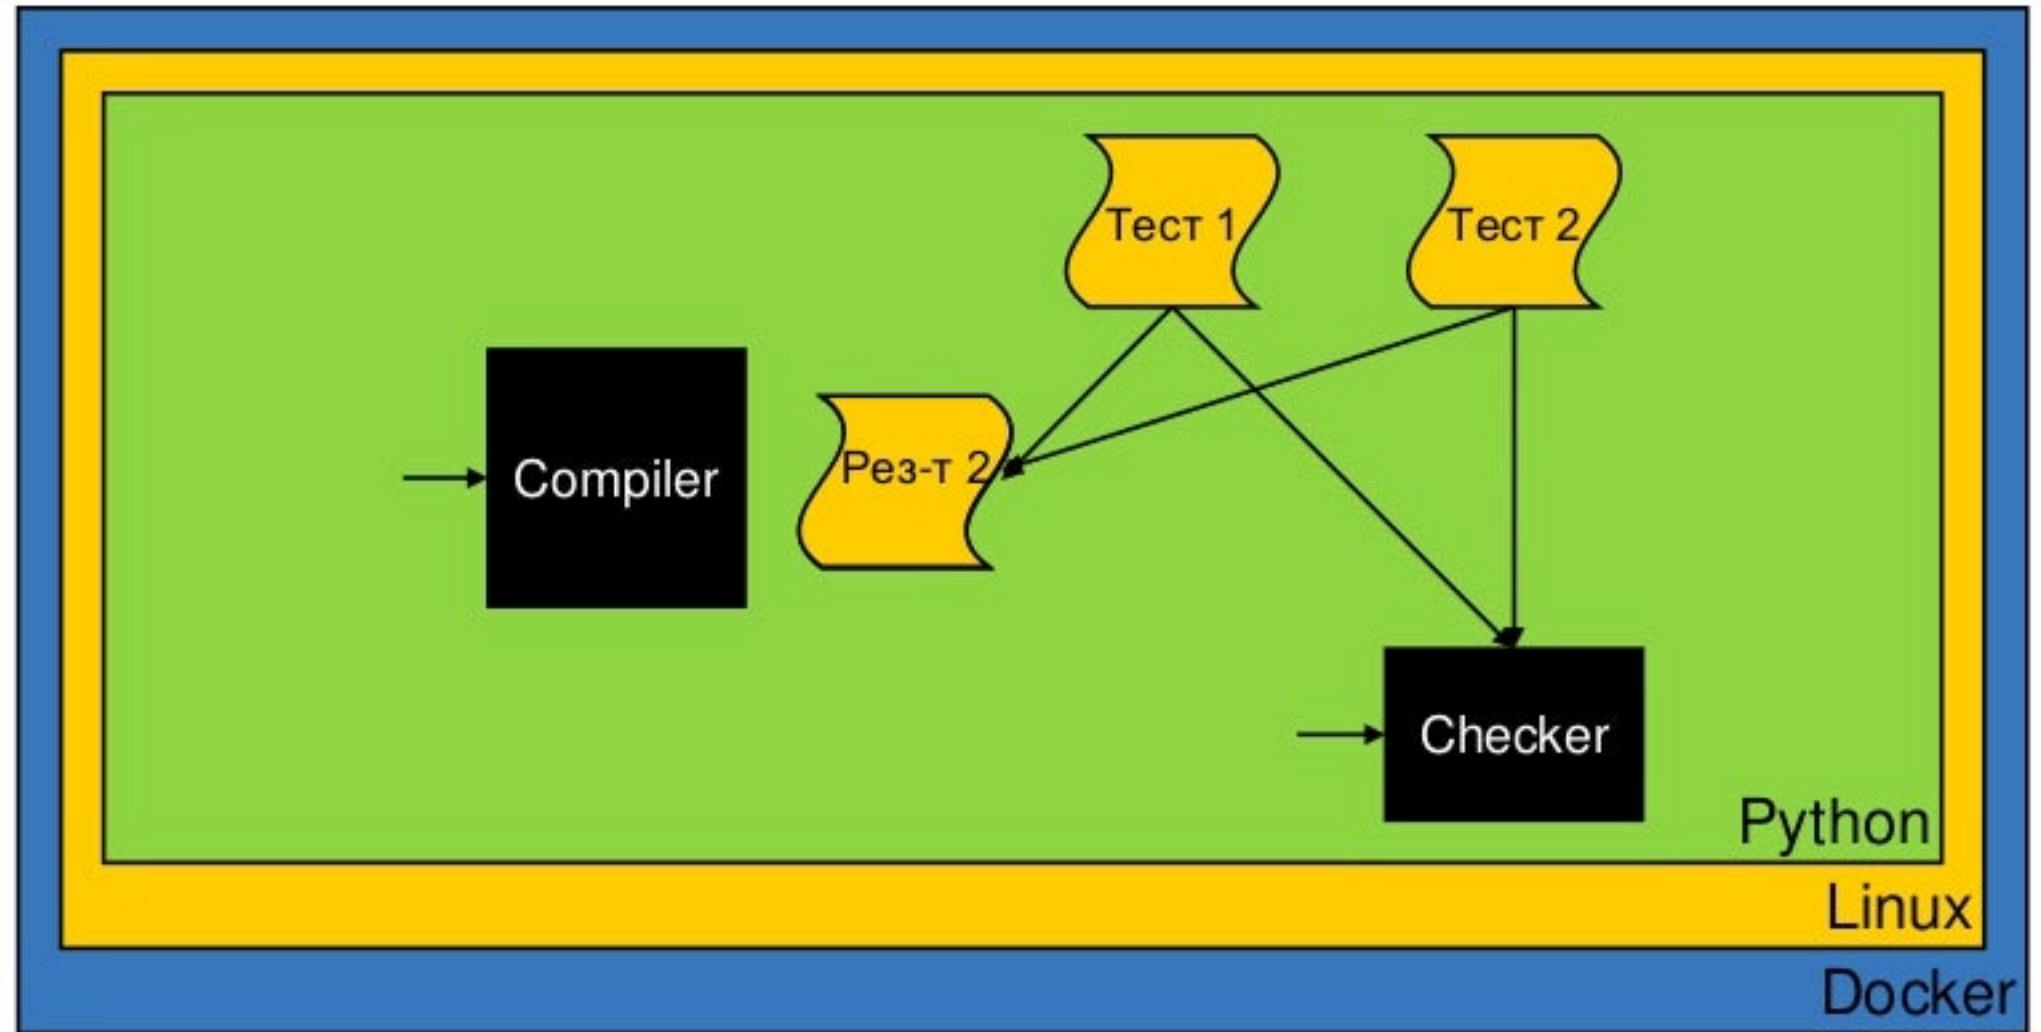 Тест 1
Тест 2
Compiler
Рез-т 2
Checker
Python
Linux
Docker